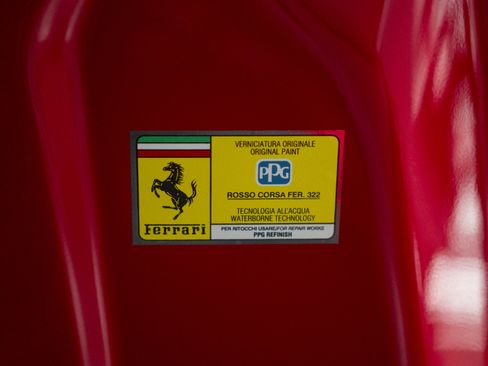 VERNICIATURA ORIGINALE
ORIGINAL PAINT
PPG
ROSSO CORSA FER. 322
TECNOLOGIA ALL'ACQUA
WATERBORNE TECHNOLOGY
Ferrari
PER RITOCCHI USARE/FOR REPAIR WORKS
PPG REFINISH